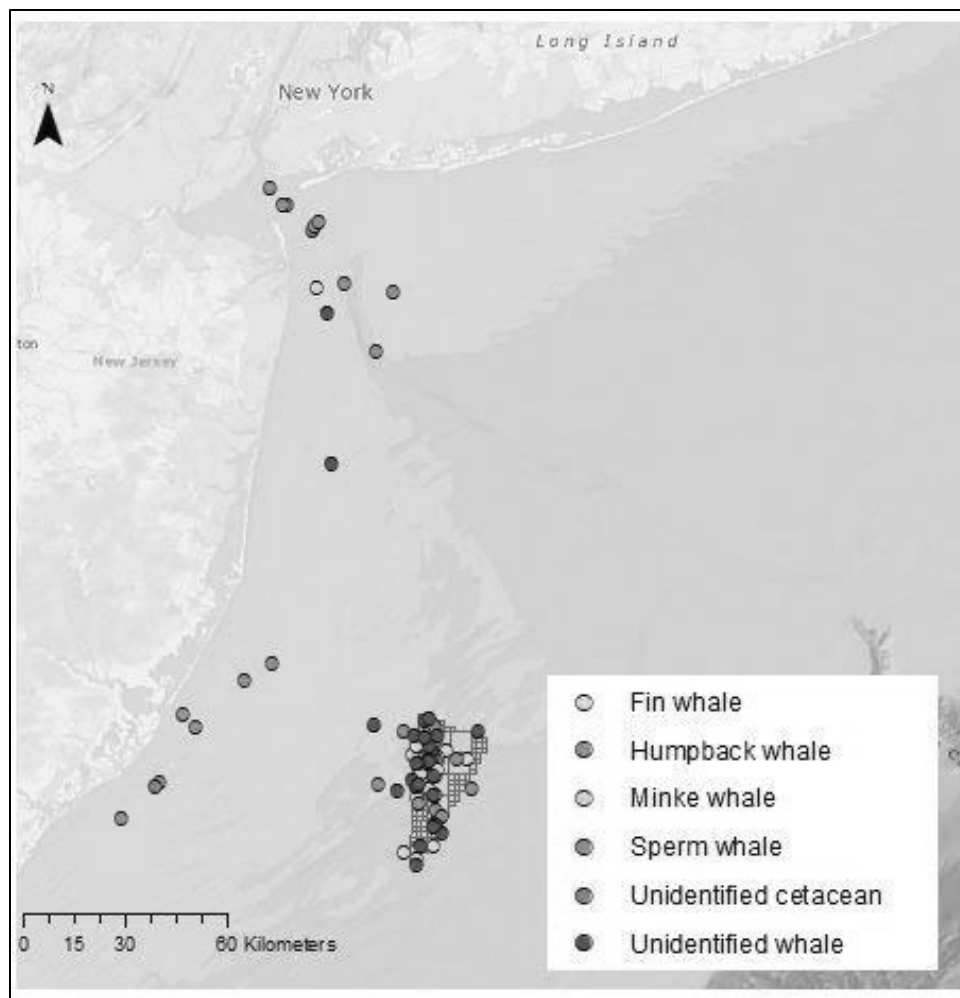 Long Island
N
New York
ton
New Jersey
Fin whale
Humpback whale
Minke whale
Sperm whale
Unidentified cetacean
Unidentified whale
0 15 30 60 Kilometers